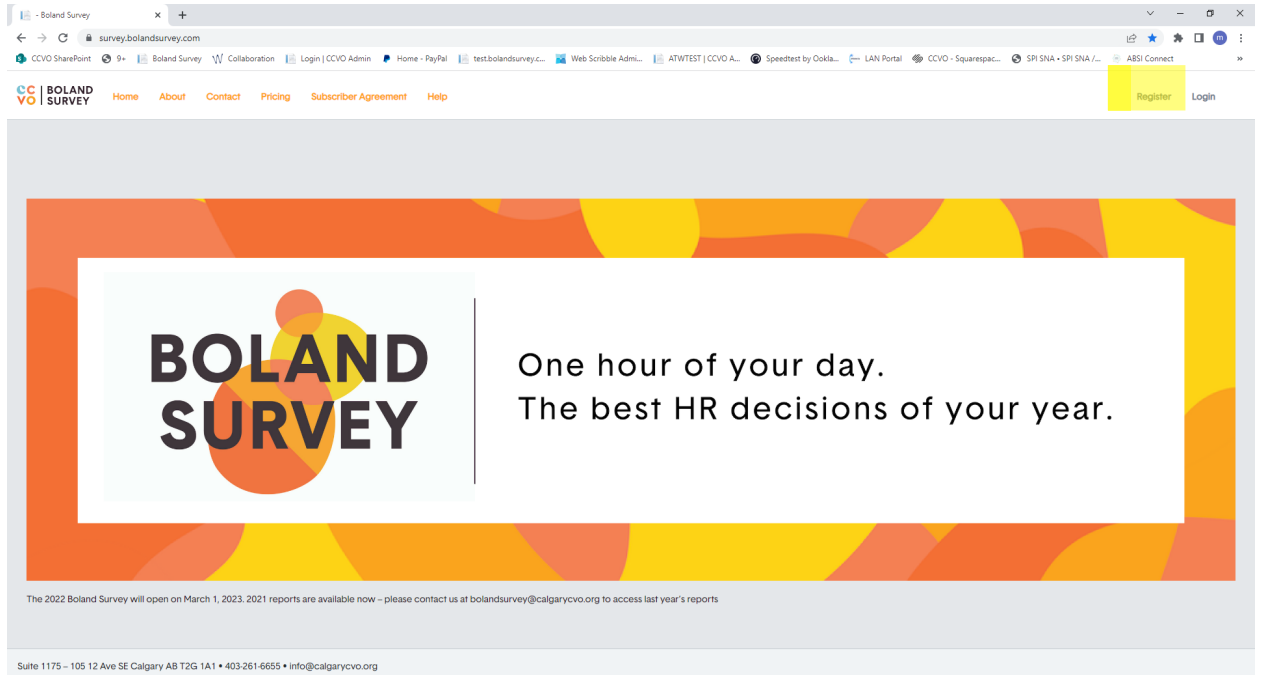 - Boland Survey
survey.bolandsurvey.com
m
CCVO SharePoint 9+ Boland Survey Collaboration Login | CCVO Admin Home - PayPal test.bolandsurvey.c... Web Scribble Admi... ATWTEST | CCVO A... Speedtest by Ookla... LAN Portal CCVO - Squarespac... SPI SNA • SPI SNA /... ABSI Connect »
CC VO | BOLAND SURVEY Home About Contact Pricing Subscriber Agreement Help Register Login
BOLAND
SURVEY
One hour of your day.
The best HR decisions of your year.
The 2022 Boland Survey will open on March 1, 2023. 2021 reports are available now – please contact us at bolandsurvey@calgarycvo.org to access last year's reports
Suite 1175 – 105 12 Ave SE Calgary AB T2G 1A1 • 403-261-6655 • info@calgarycvo.org